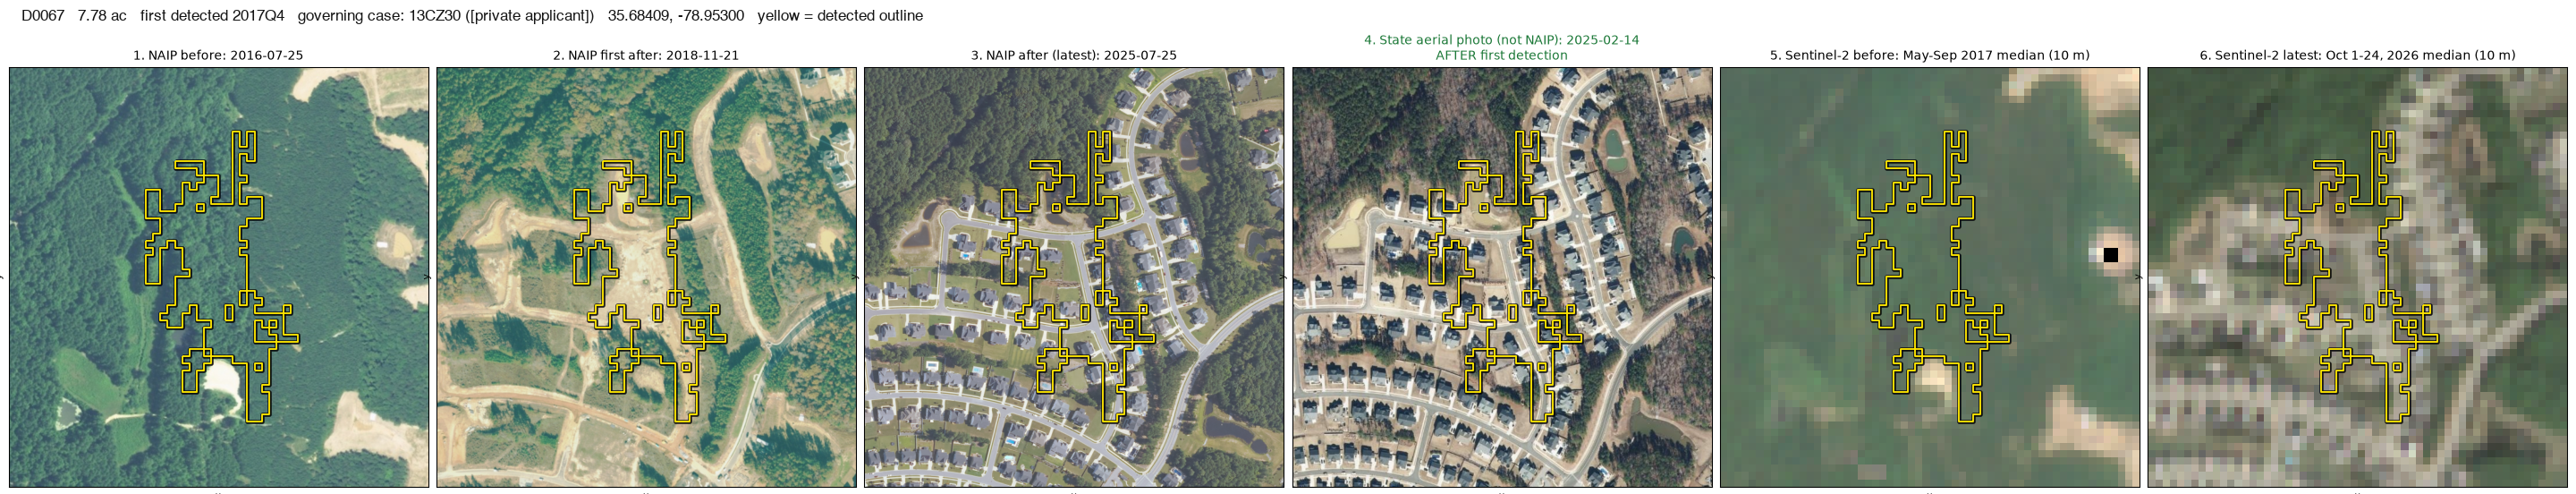 D0067   7.78 ac   first detected 2017Q4   governing case: 13CZ30 ([private applicant])   35.68409, -78.95300   yellow = detected outline
1. NAIP before: 2016-07-25
2. NAIP first after: 2018-11-21
3. NAIP after (latest): 2025-07-25
4. State aerial photo (not NAIP): 2025-02-14
AFTER first detection
5. Sentinel-2 before: May-Sep 2017 median (10 m)
6. Sentinel-2 latest: Oct 1-24, 2026 median (10 m)